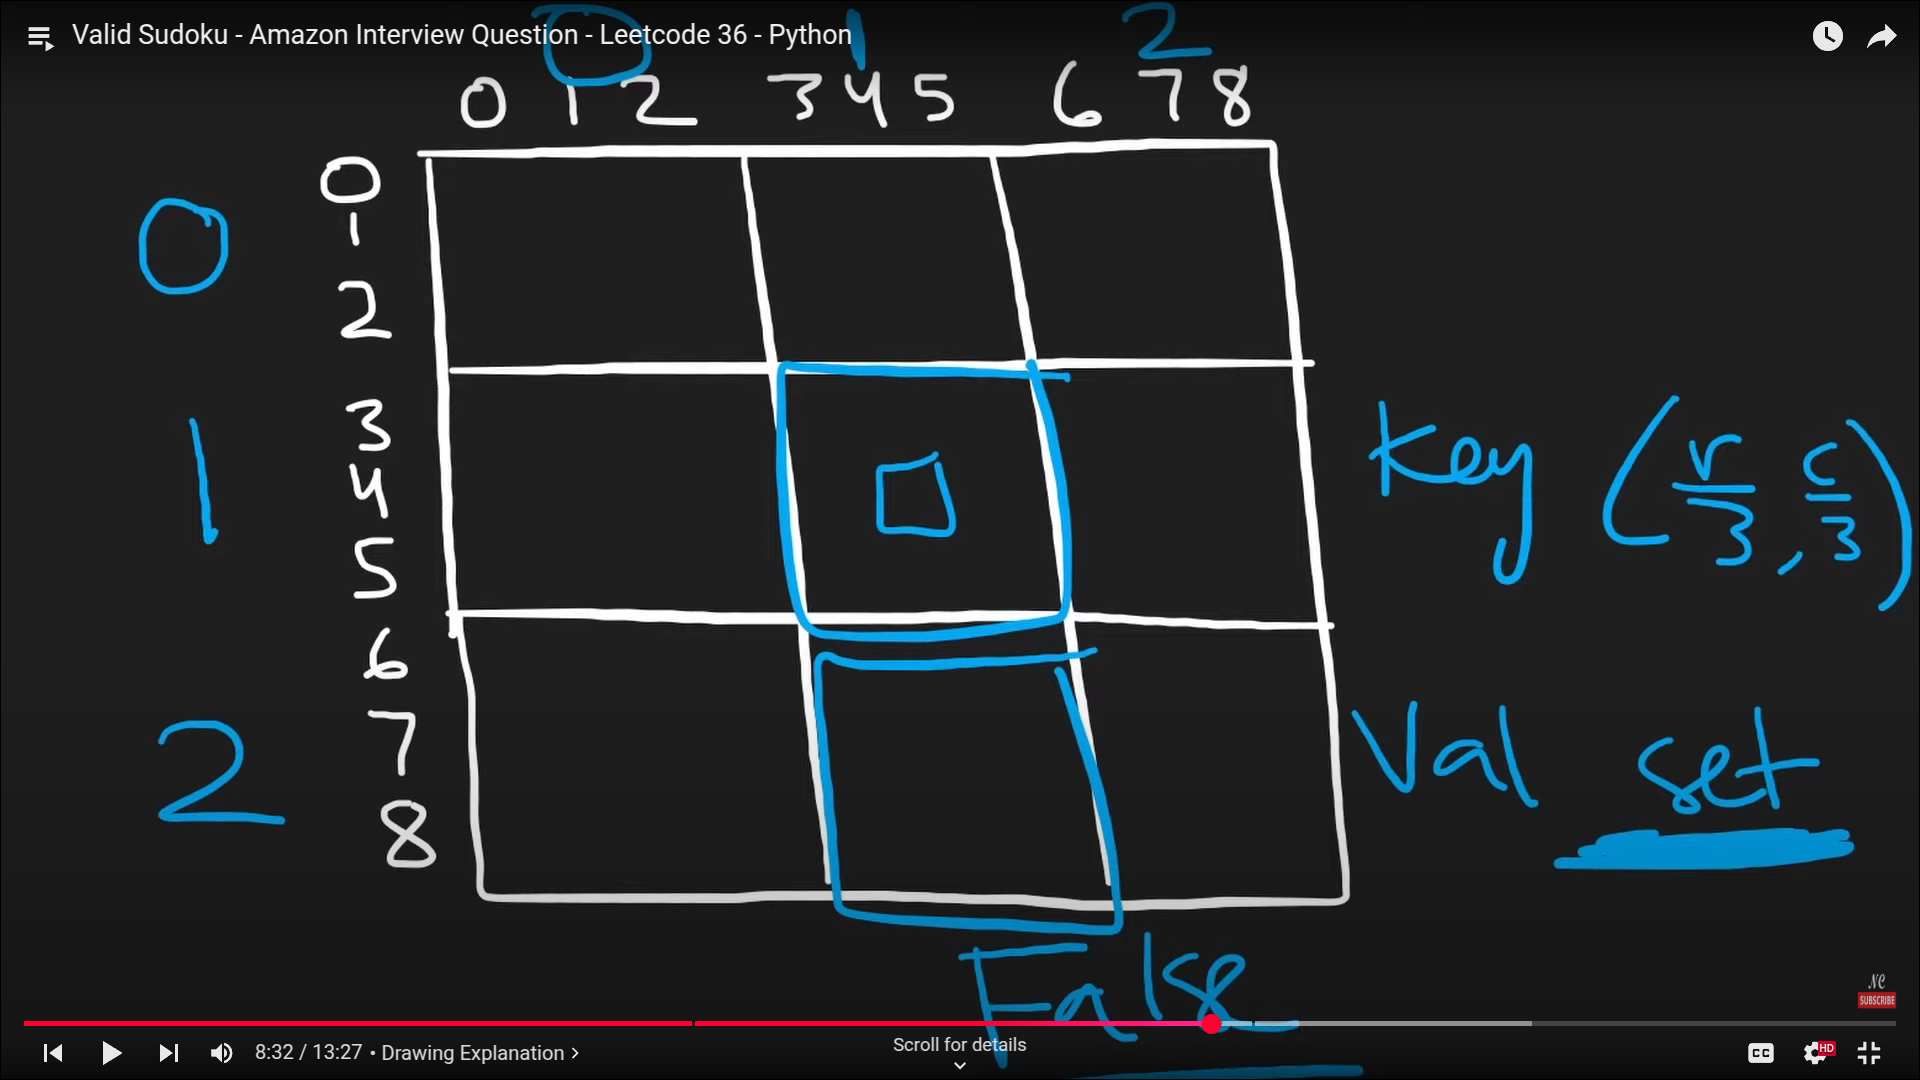 Valid Sudoku - Amazon Interview Question - Leetcode 36 - Python
0 1 2
0 1 2 3 4 5 6 7 8
0
1
2
0
3
4
5
1
Key (r/3, c/3)
6
7
8
2
Val set
False
NC
SUBSCRIBE
8:32 / 13:27 • Drawing Explanation >
Scroll for details
CC
HD